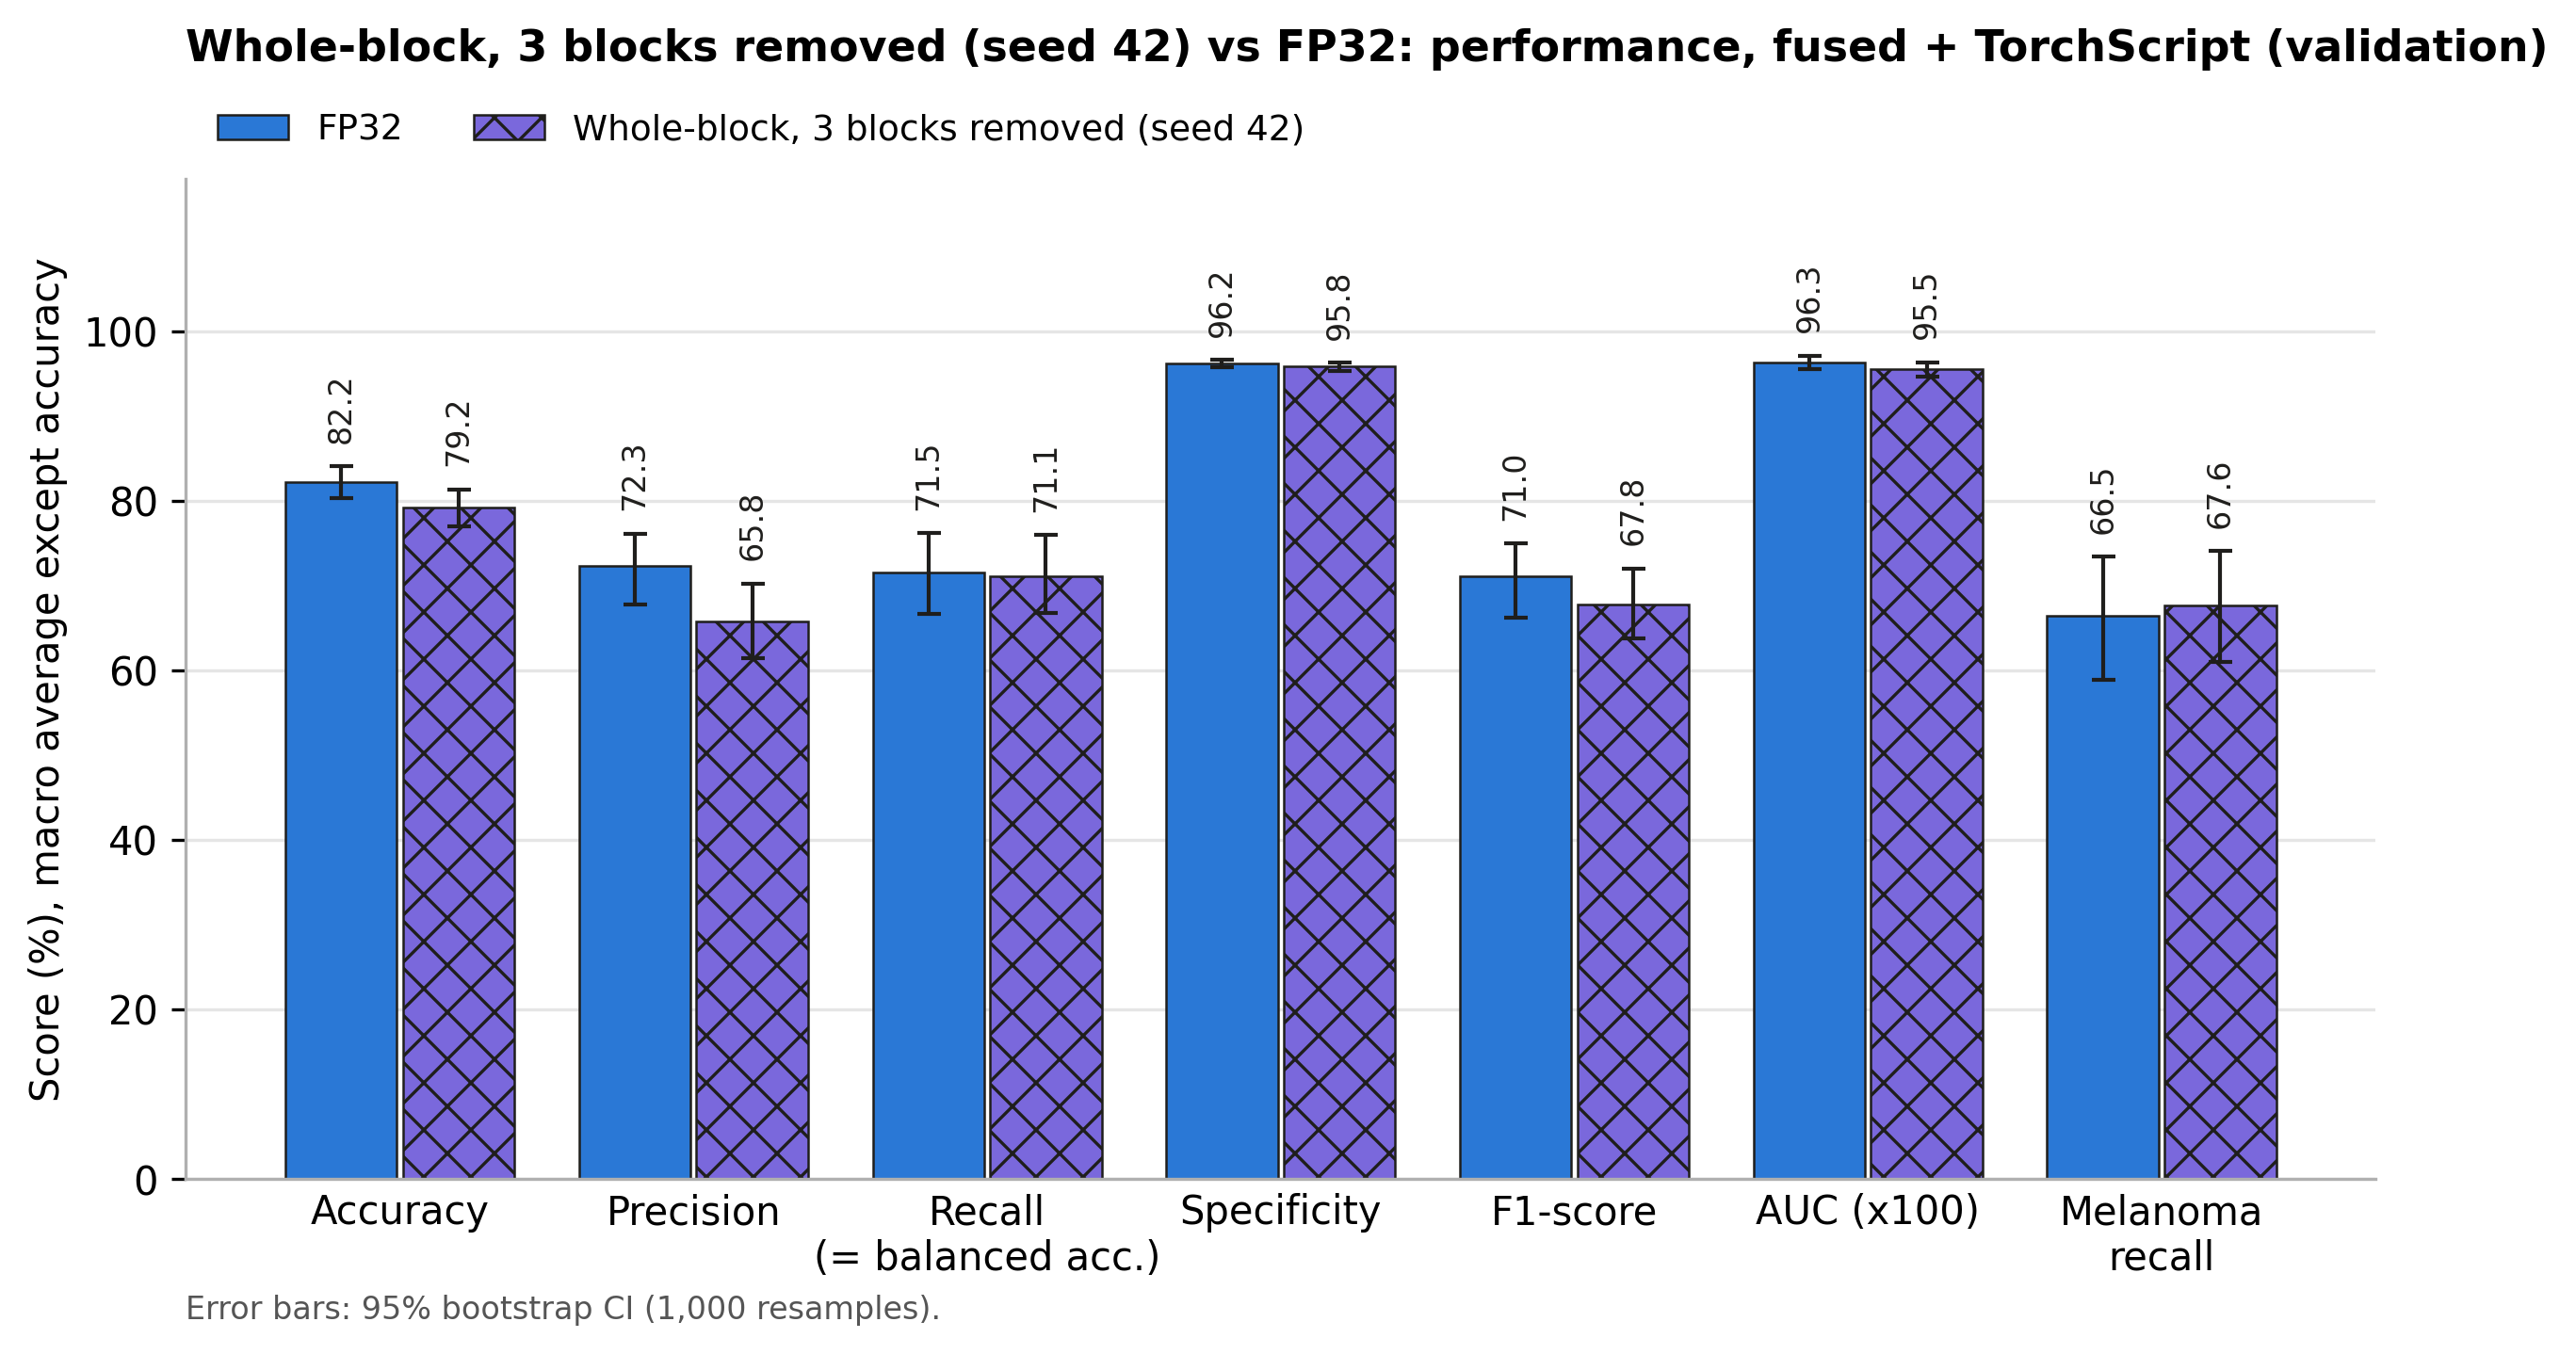 Whole-block, 3 blocks removed (seed 42) vs FP32: performance, fused + TorchScript (validation)
FP32
Whole-block, 3 blocks removed (seed 42)
Score (%), macro average except accuracy
100
80
60
40
20
0
82.2
79.2
72.3
65.8
71.5
71.1
96.2
95.8
71.0
67.8
96.3
95.5
66.5
67.6
Accuracy
Precision
Recall
(= balanced acc.)
Specificity
F1-score
AUC (x100)
Melanoma
recall
Error bars: 95% bootstrap CI (1,000 resamples).